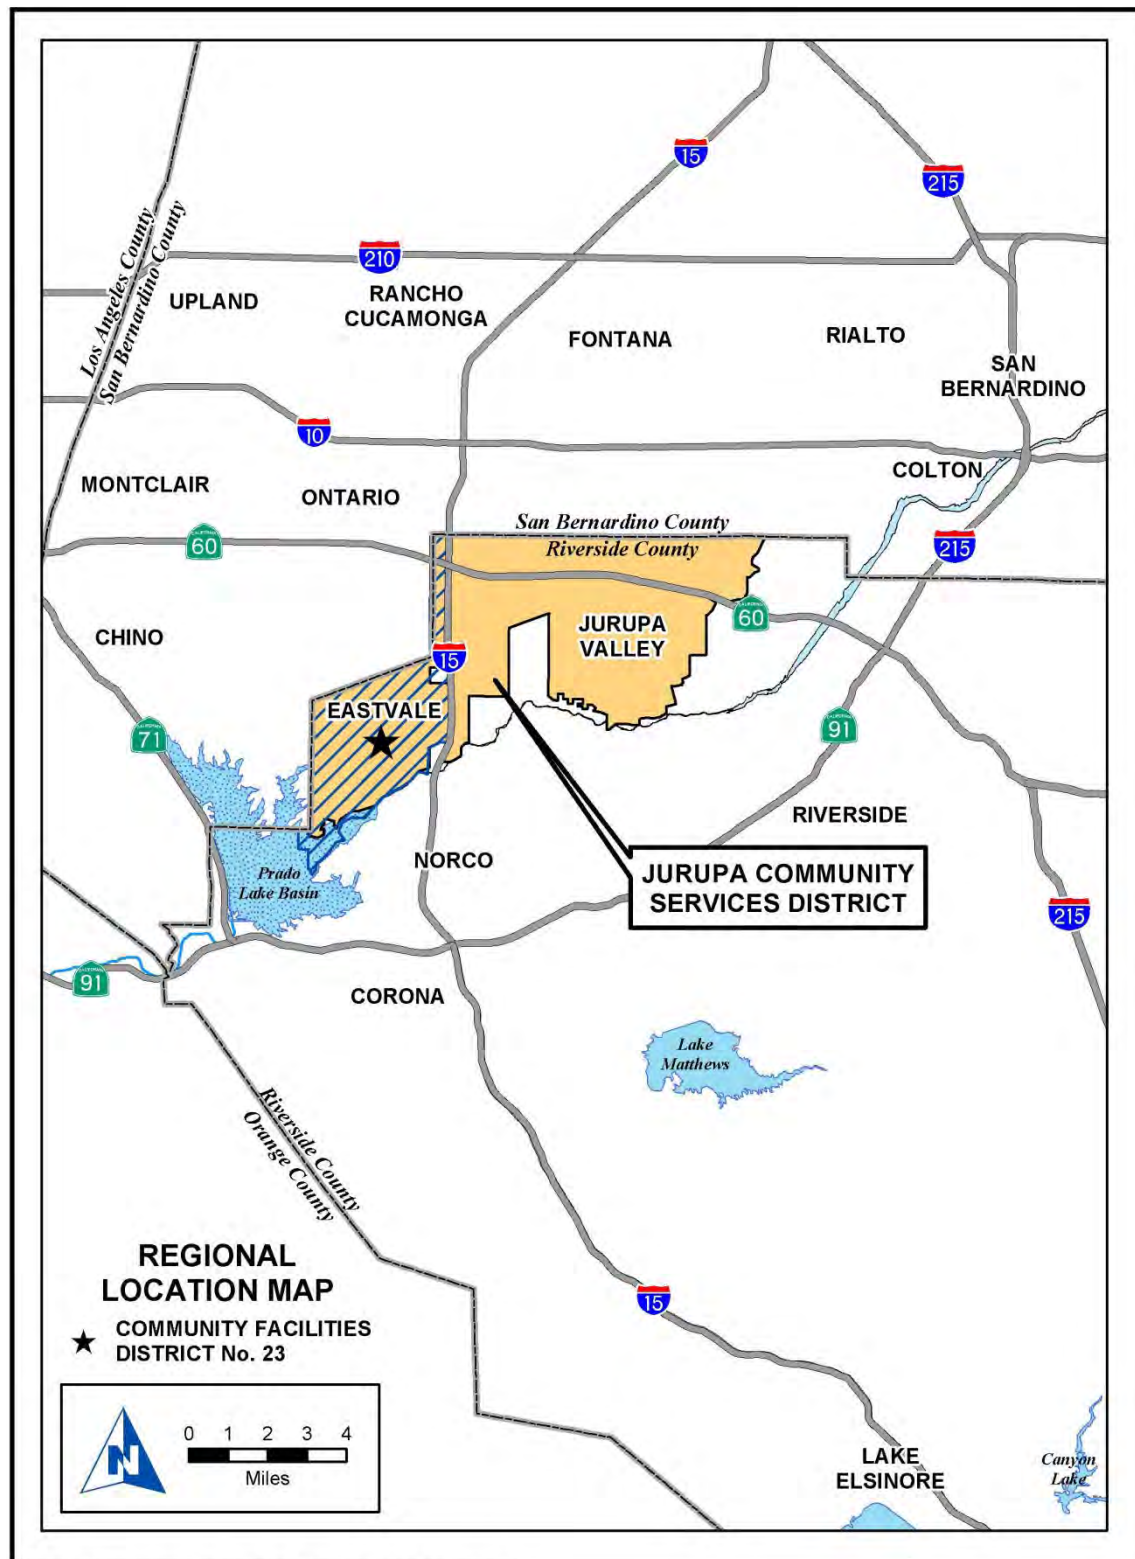 15
215
Los Angeles County
San Bernardino County
210
UPLAND
RANCHO
CUCAMONGA
FONTANA
RIALTO
SAN
BERNARDINO
10
COLTON
MONTCLAIR
ONTARIO
San Bernardino County
Riverside County
60
215
JURUPA
VALLEY
60
CHINO
15
EASTVALE
71
91
RIVERSIDE
NORCO
Prado
Lake Basin
JURUPA COMMUNITY
SERVICES DISTRICT
215
91
CORONA
Lake
Matthews
Riverside County
Orange County
REGIONAL
LOCATION MAP
COMMUNITY FACILITIES
DISTRICT No. 23
15
N
0 1 2 3 4
Miles
LAKE
ELSINORE
Canyon
Lake